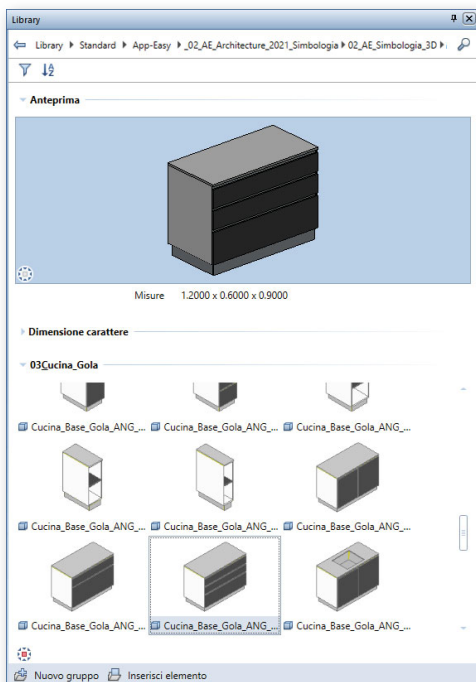 Library
Library Standard App-Easy _02_AE_Architecture_2021_Simbologia 02_AE_Simbologia_3D
Anteprima
Misure 1.2000 x 0.6000 x 0.9000
Dimensione carattere
03Cucina_Gola
Cucina_Base_Gola_ANG_... Cucina_Base_Gola_ANG_... Cucina_Base_Gola_ANG_...
Cucina_Base_Gola_ANG_... Cucina_Base_Gola_ANG_... Cucina_Base_Gola_ANG_...
Cucina_Base_Gola_ANG_... Cucina_Base_Gola_ANG_... Cucina_Base_Gola_ANG_...
Nuovo gruppo Inserisci elemento